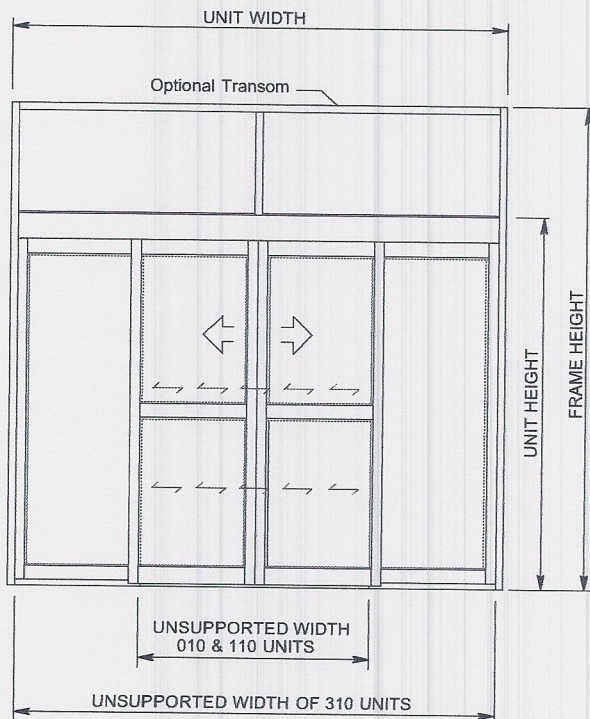 UNIT WIDTH
Optional Transom
UNIT HEIGHT
FRAME HEIGHT
UNSUPPORTED WIDTH
010 & 110 UNITS
UNSUPPORTED WIDTH OF 310 UNITS